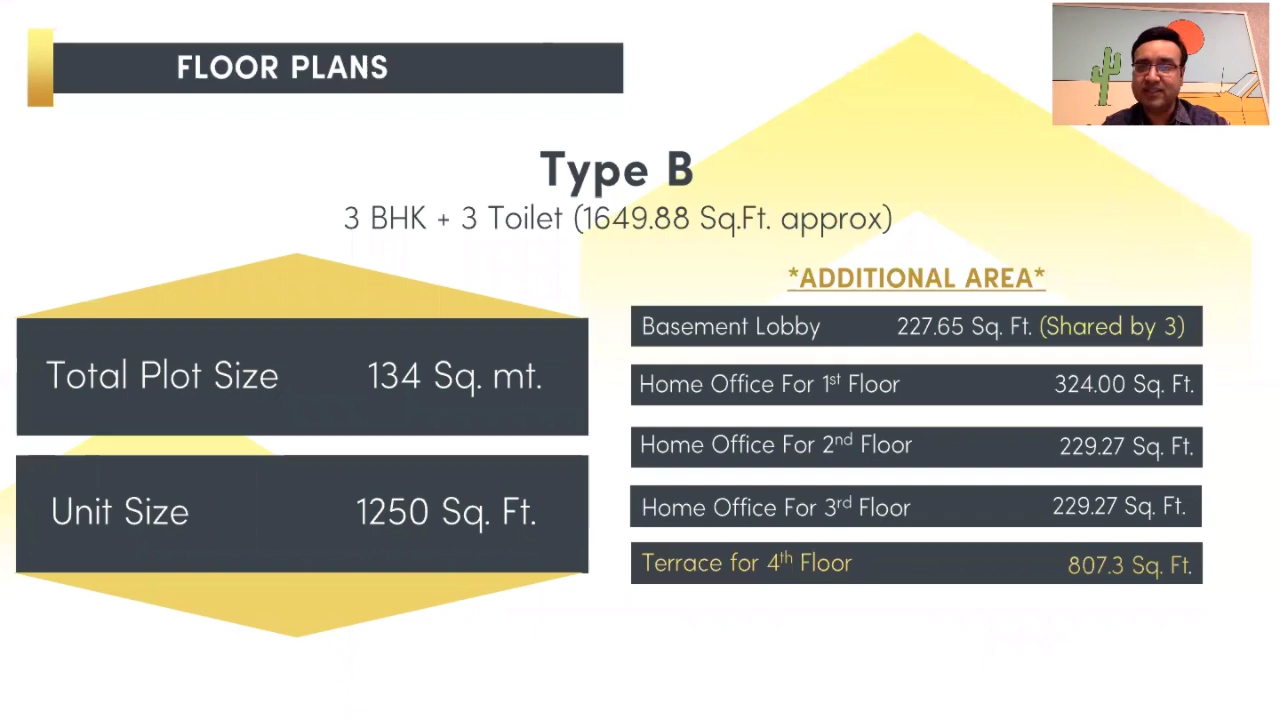 FLOOR PLANS
Type B
3 BHK + 3 Toilet (1649.88 Sq.Ft. approx)
Total Plot Size 134 Sq. mt.
Unit Size 1250 Sq. Ft.
*ADDITIONAL AREA*
Basement Lobby 227.65 Sq. Ft. (Shared by 3)
Home Office For 1st Floor 324.00 Sq. Ft.
Home Office For 2nd Floor 229.27 Sq. Ft.
Home Office For 3rd Floor 229.27 Sq. Ft.
Terrace for 4th Floor 807.3 Sq. Ft.